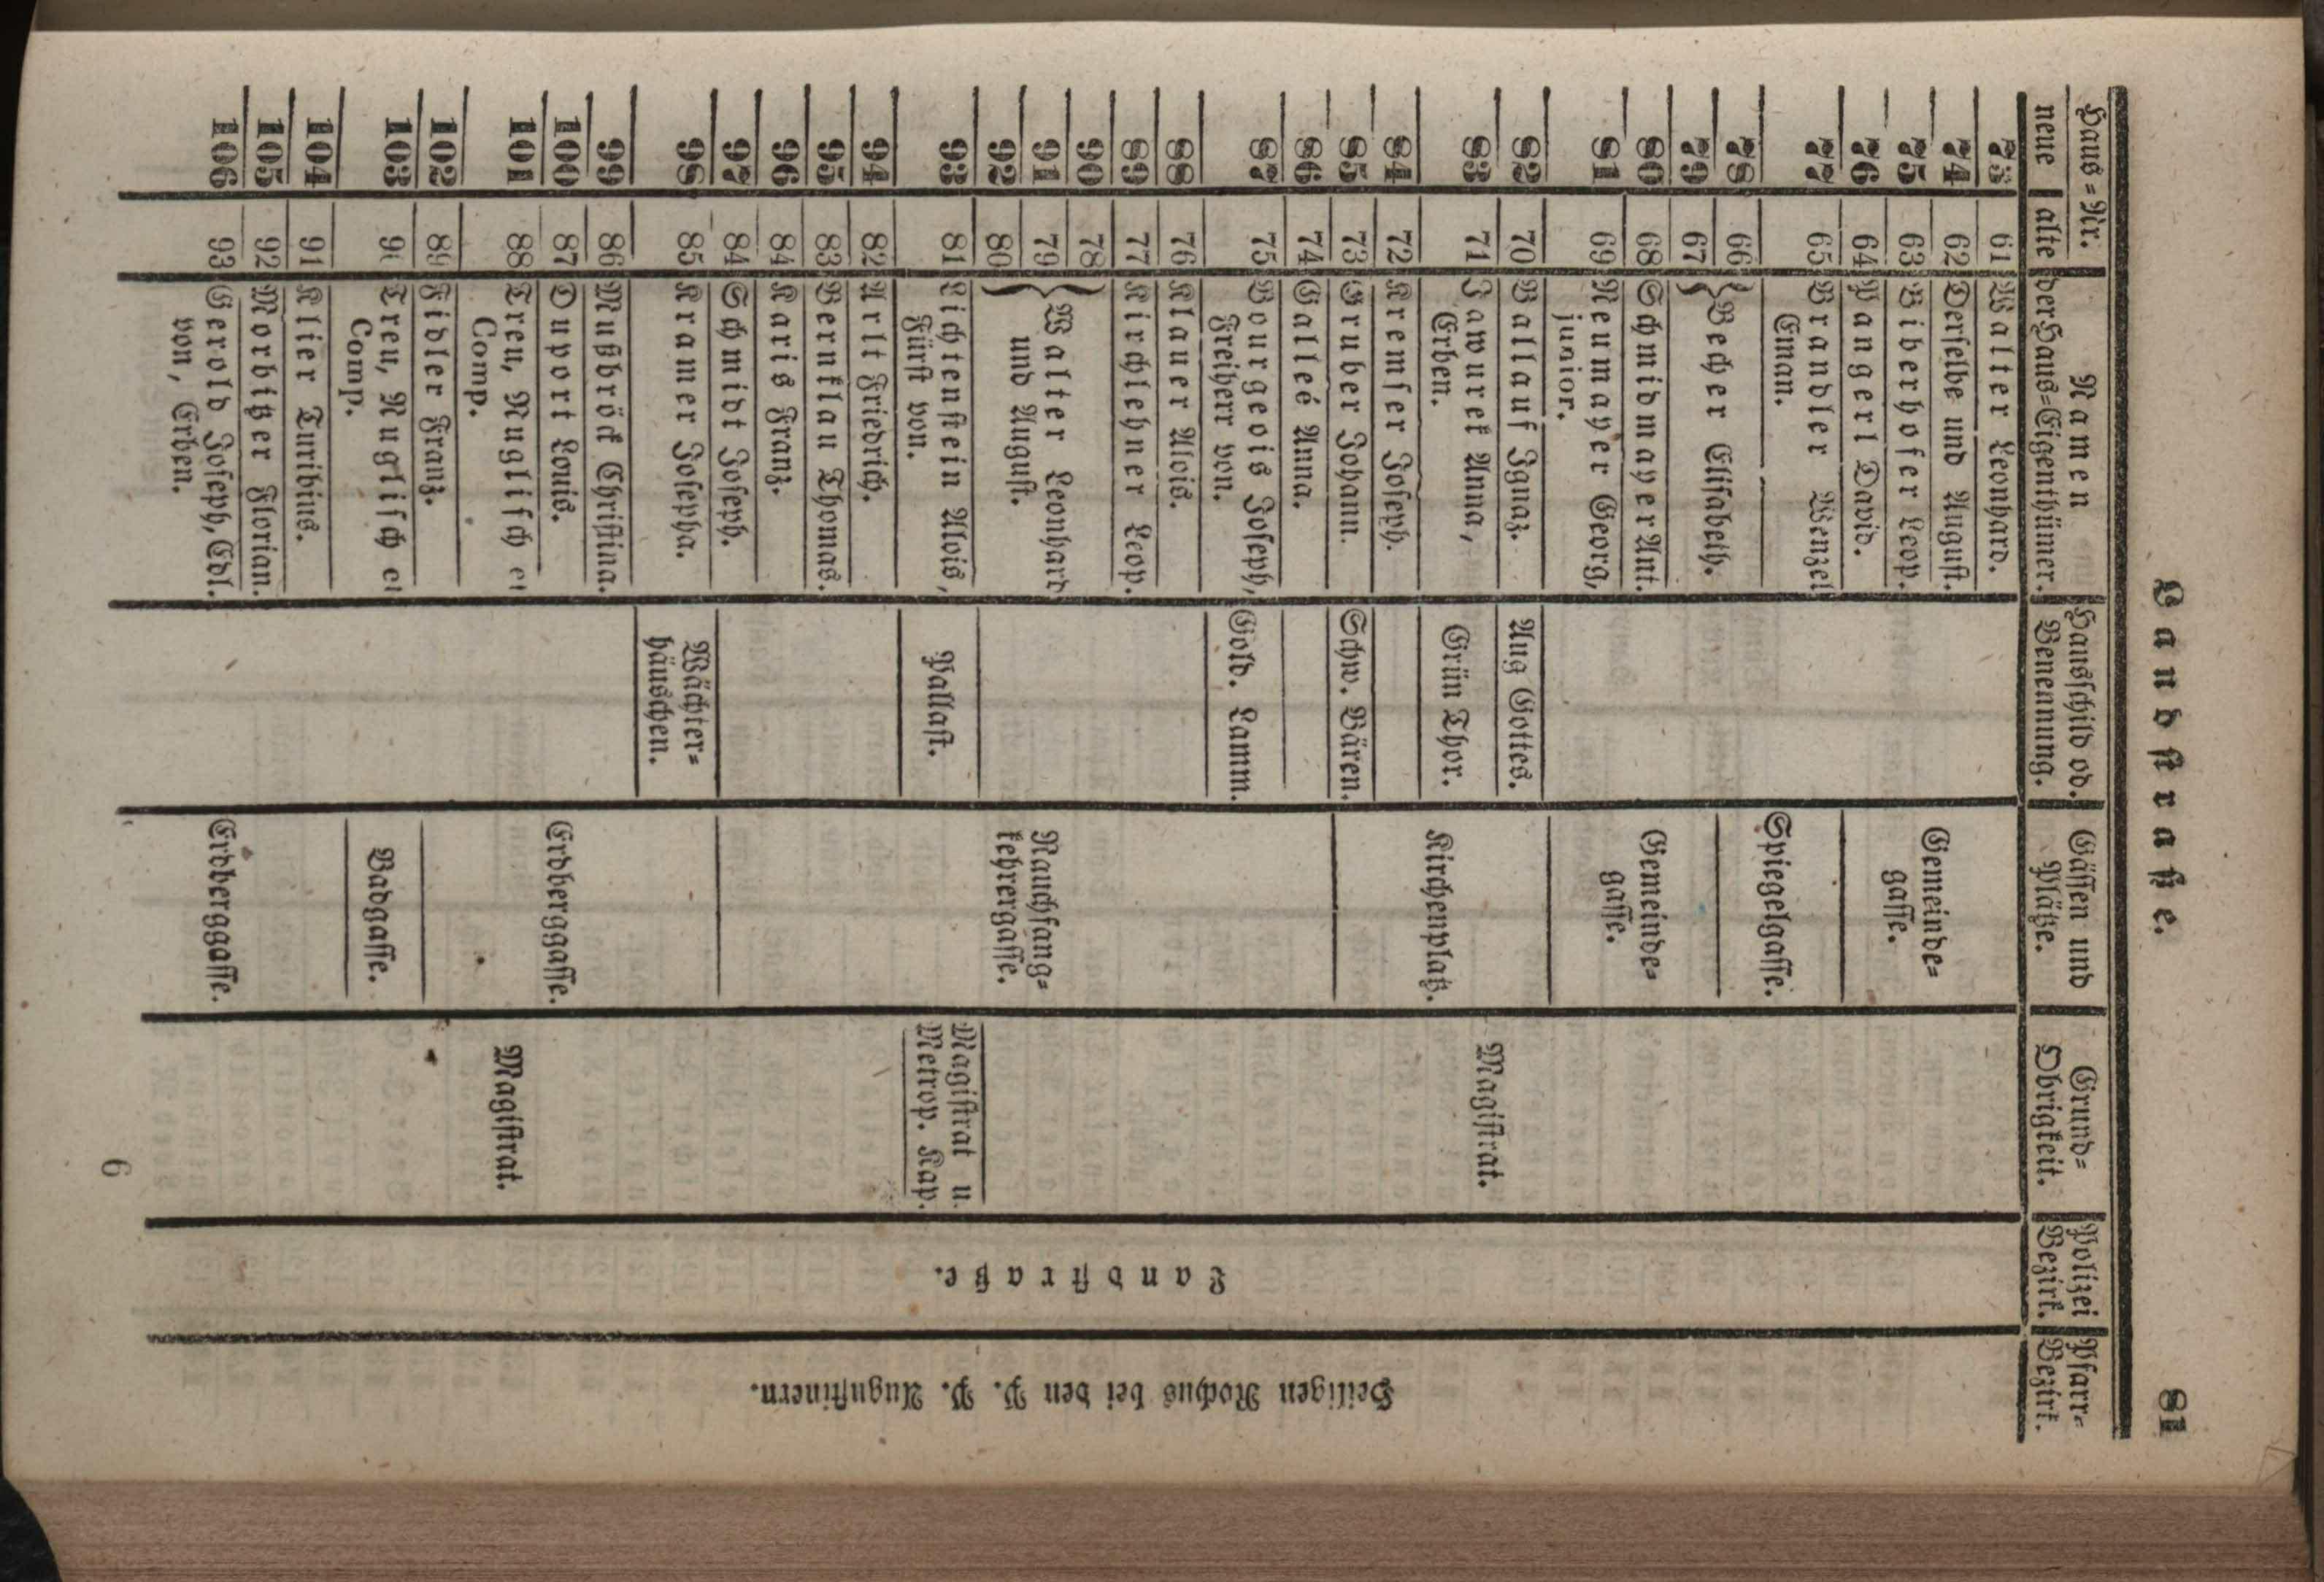 Landstraße. 81
Haus-Nr. | Namen | Hausschild od. | Gässen und | Grund- | Polizei | Pfarr-
neue | alte | der Haus-Eigenthümer. | Benennung. | Plätze. | Obrigkeit. | Bezirk. | Bezirk.
73 | 61 | Walter Leonhard.
74 | 62 | Derselbe und August.
75 | 63 | Biberhofer Leop. | Gemeinde-
76 | 64 | Pangerl David. | gasse.
77 | 65 | Brandler Wenzel
Eman.
78 | 66 | Becher Elisabeth. | Spiegelgasse.
79 | 67
80 | 68 | Schmidmayer Ant. | Gemeinde-
81 | 69 | Neumayer Georg, | gasse.
junior.
82 | 70 | Ballauf Ignaz. | Aug Gottes.
83 | 71 | Jawurek Anna, | Grün Thor. | Kirchenplatz. | Magistrat.
Erben.
84 | 72 | Kremser Joseph.
85 | 73 | Gruber Johann. | Schw. Bären.
86 | 74 | Galleé Anna.
87 | 75 | Bourgeois Joseph, | Gold. Lamm.
Freiherr von.
88 | 76 | Klauer Alois.
89 | 77 | Kirchlehner Leop.
90 | 78 | Walter Leonhard | Rauchfang-
91 | 79 | und August. | kehrergasse.
92 | 80
93 | 81 | Lichtenstein Alois, | Pallast. | Magistrat u.
Fürst von. | Metrop. Kap.
94 | 82 | Arlt Friedrich.
95 | 83 | Bernklau Thomas.
96 | 84 | Karis Franz.
97 | 84 | Schmidt Joseph.
98 | 85 | Kramer Josepha. | Wächter-
häuschen.
99 | 86 | Mußbröck Christina.
100 | 87 | Duport Louis. | Erdberggasse.
101 | 88 | Treu, Nuglisch et | Magistrat.
Comp.
102 | 89 | Fidler Franz.
103 | 90 | Treu, Nuglisch et | Badgasse.
Comp.
104 | 91 | Klier Turibius.
105 | 92 | Mordißer Florian.
106 | 93 | Gerold Joseph, Edl. | Erdberggasse.
von, Erben.
Landstraße.
Heiligen Rochus bei den P. P. Augustinern.
6